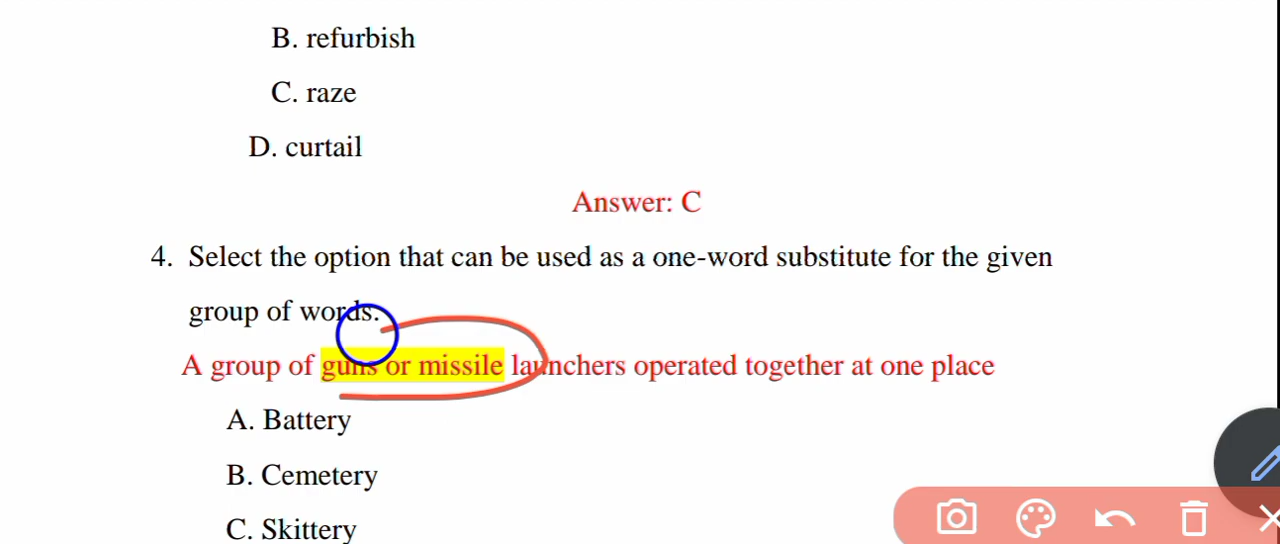 B. refurbish
C. raze
D. curtail
Answer: C
4. Select the option that can be used as a one-word substitute for the given
group of words.
A group of guns or missile launchers operated together at one place
A. Battery
B. Cemetery
C. Skittery